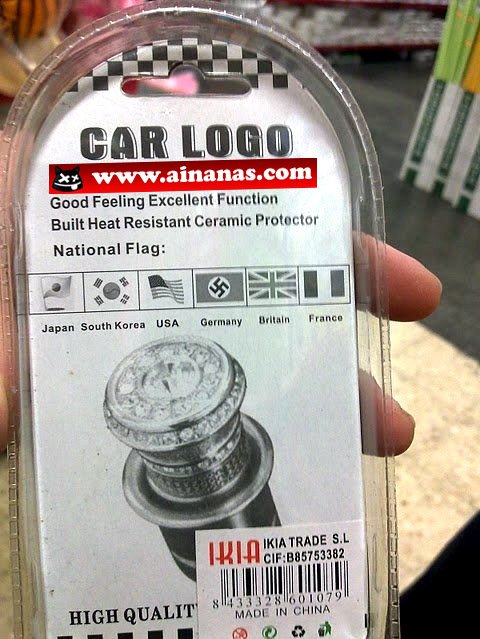 CAR LOGO
www.ainanas.com
Good Feeling Excellent Function
Built Heat Resistant Ceramic Protector
National Flag:
Japan South Korea USA Germany Britain France
IKIA IKIA TRADE S.L
CIF:B85753382
8 433328 601079
MADE IN CHINA
HIGH QUALIT